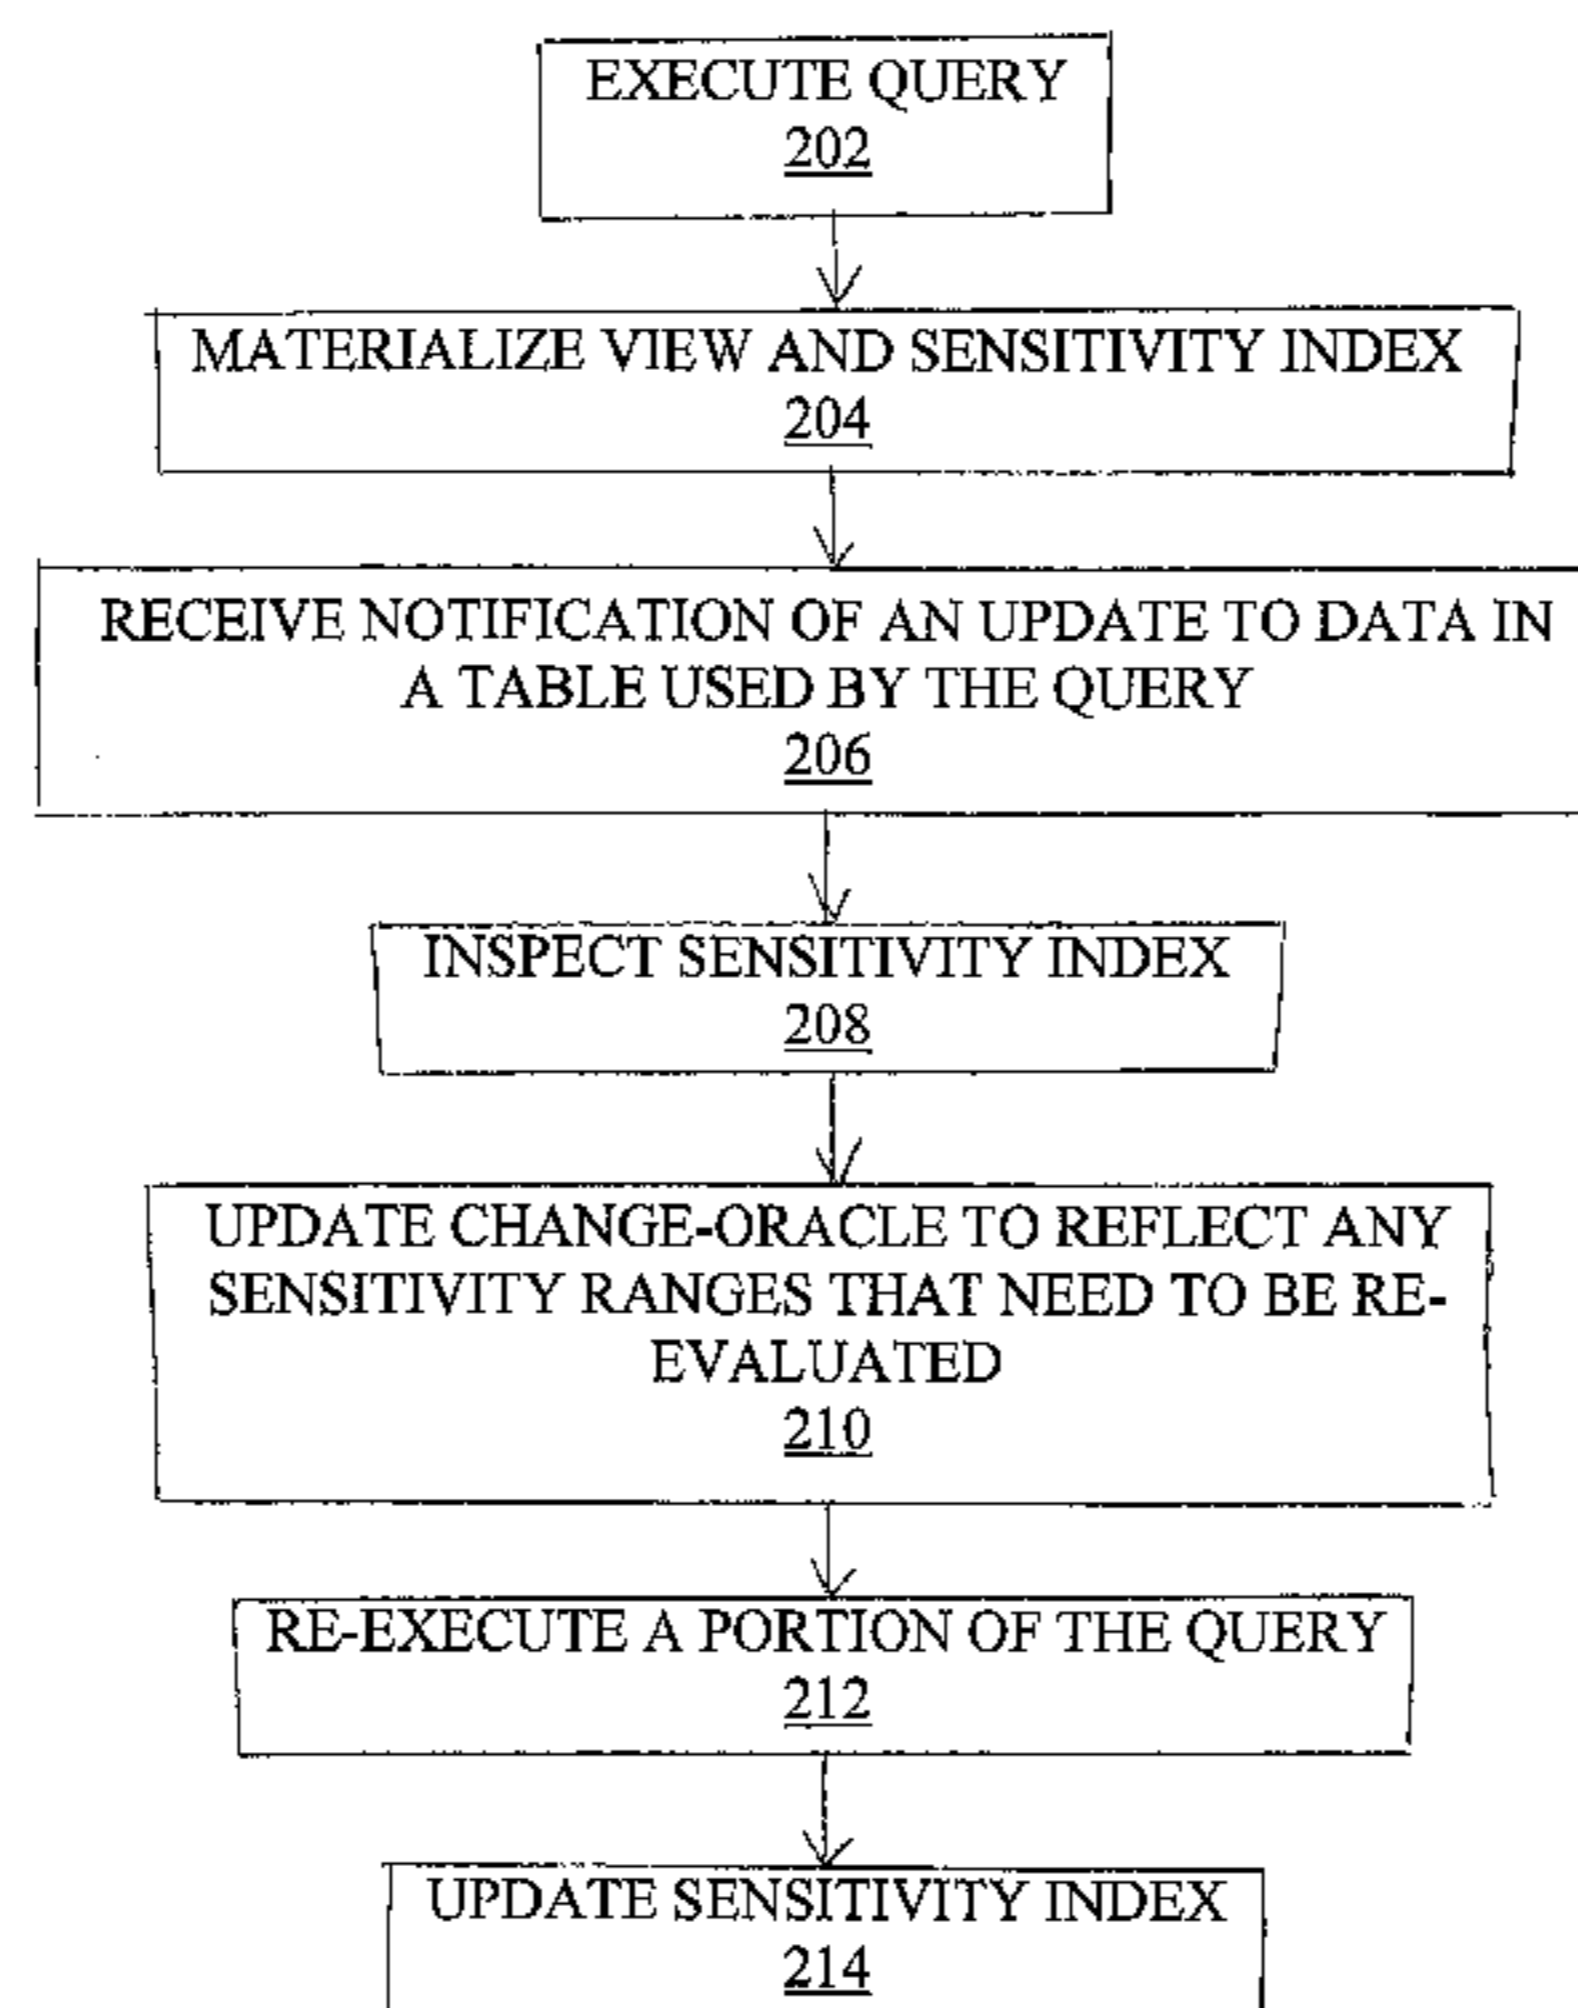 EXECUTE QUERY
202
MATERIALIZE VIEW AND SENSITIVITY INDEX
204
RECEIVE NOTIFICATION OF AN UPDATE TO DATA IN
A TABLE USED BY THE QUERY
206
INSPECT SENSITIVITY INDEX
208
UPDATE CHANGE-ORACLE TO REFLECT ANY
SENSITIVITY RANGES THAT NEED TO BE RE-
EVALUATED
210
RE-EXECUTE A PORTION OF THE QUERY
212
UPDATE SENSITIVITY INDEX
214